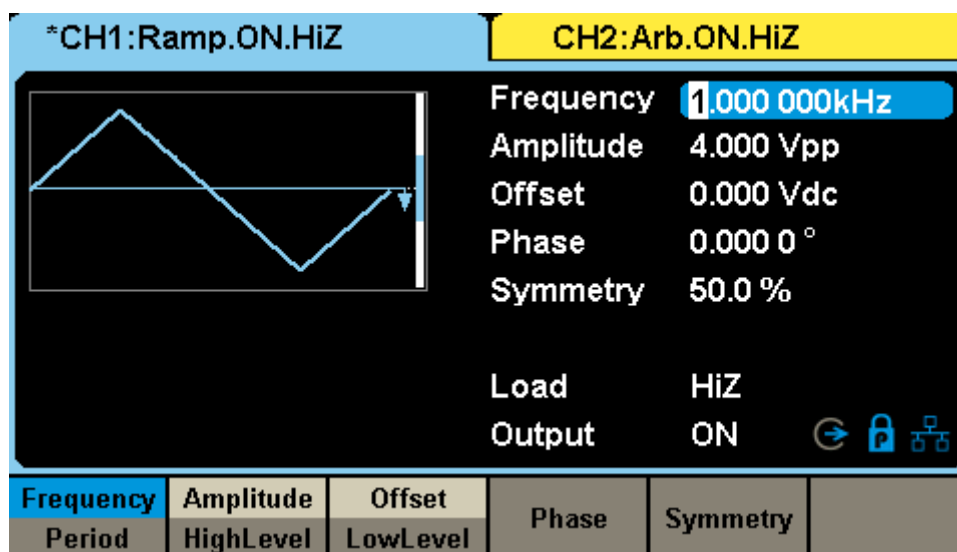 *CH1:Ramp.ON.HiZ CH2:Arb.ON.HiZ
Frequency 1.000 000kHz
Amplitude 4.000 Vpp
Offset 0.000 Vdc
Phase 0.000 0 °
Symmetry 50.0 %
Load HiZ
Output ON
Frequency Amplitude Offset Phase Symmetry
Period HighLevel LowLevel